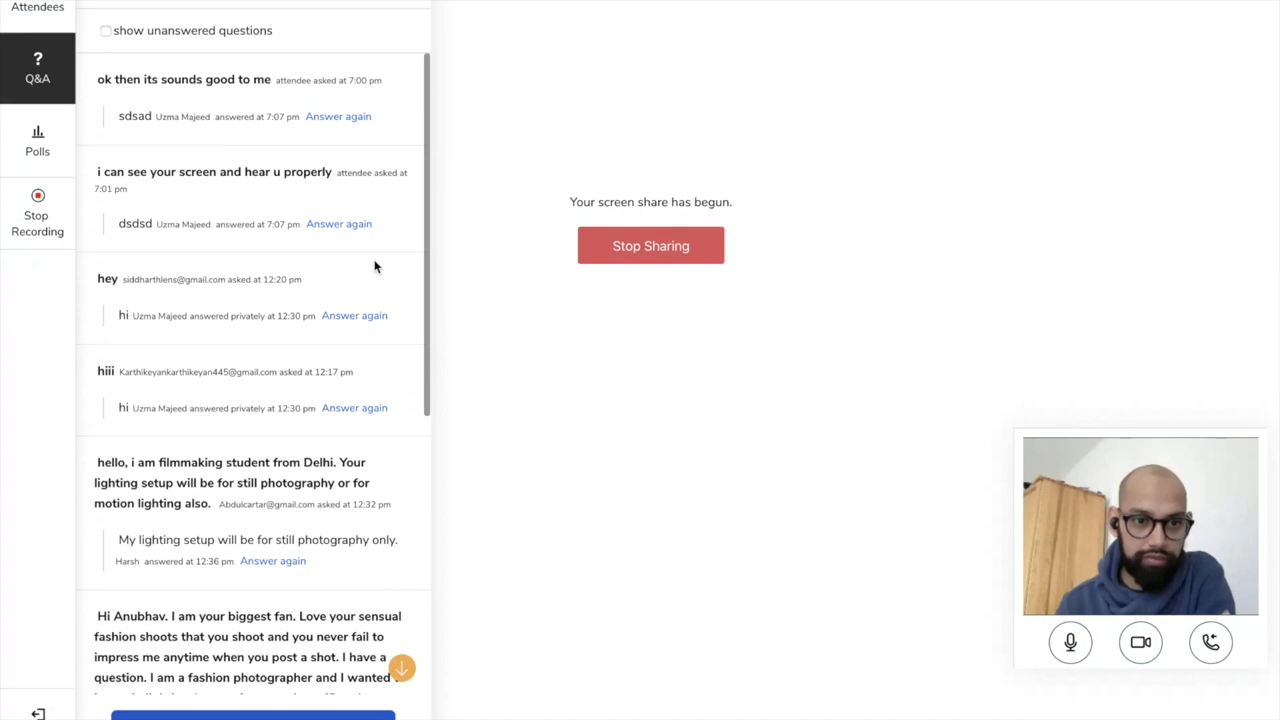 Attendees
show unanswered questions
?
Q&A
ok then its sounds good to me attendee asked at 7:00 pm
sdsad Uzma Majeed answered at 7:07 pm Answer again
Polls
i can see your screen and hear u properly attendee asked at
7:01 pm
Your screen share has begun.
Stop
Recording
dsdsd Uzma Majeed answered at 7:07 pm Answer again
Stop Sharing
hey siddharthlens@gmail.com asked at 12:20 pm
hi Uzma Majeed answered privately at 12:30 pm Answer again
hiii Karthikeyankarthikeyan445@gmail.com asked at 12:17 pm
hi Uzma Majeed answered privately at 12:30 pm Answer again
hello, i am filmmaking student from Delhi. Your
lighting setup will be for still photography or for
motion lighting also. Abdulcartar@gmail.com asked at 12:32 pm
My lighting setup will be for still photography only.
Harsh answered at 12:36 pm Answer again
Hi Anubhav. I am your biggest fan. Love your sensual
fashion shoots that you shoot and you never fail to
impress me anytime when you post a shot. I have a
question. I am a fashion photographer and I wanted